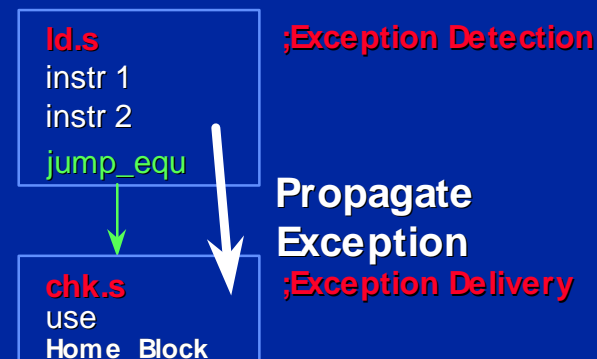 ld.s ;Exception Detection
instr 1
instr 2
jump_equ
Propagate
Exception
chk.s ;Exception Delivery
use
Home Block